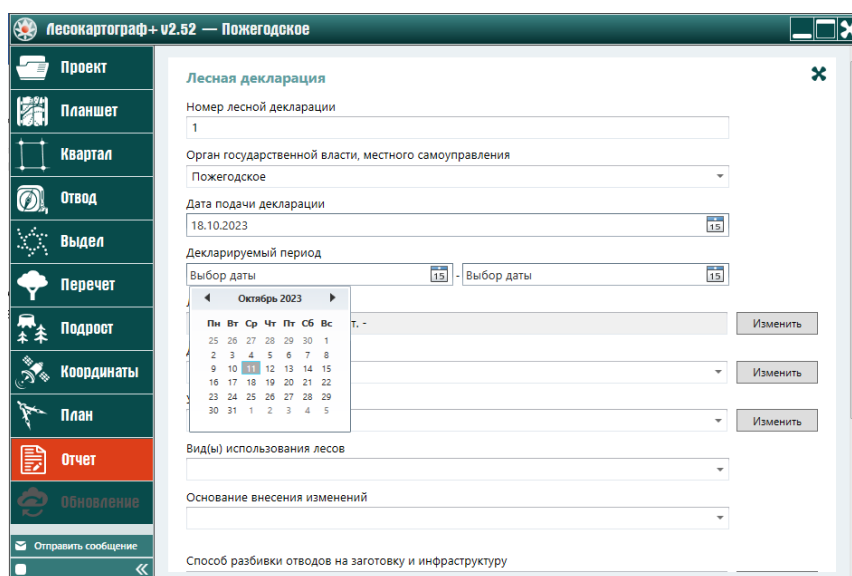 Лесокартограф+ v2.52 — Пожегодское
Проект
Планшет
Квартал
Отвод
Выдел
Перечет
Подрост
Координаты
План
Отчет
Обновление
Отправить сообщение
Лесная декларация
Номер лесной декларации
1
Орган государственной власти, местного самоуправления
Пожегодское
Дата подачи декларации
18.10.2023 15
Декларируемый период
Выбор даты 15 - Выбор даты 15
Октябрь 2023
Пн Вт Ср Чт Пт Сб Вс
25 26 27 28 29 30 1
2 3 4 5 6 7 8
9 10 11 12 13 14 15
16 17 18 19 20 21 22
23 24 25 26 27 28 29
30 31 1 2 3 4 5
т. -
Изменить
Изменить
Изменить
Вид(ы) использования лесов
Основание внесения изменений
Способ разбивки отводов на заготовку и инфраструктуру